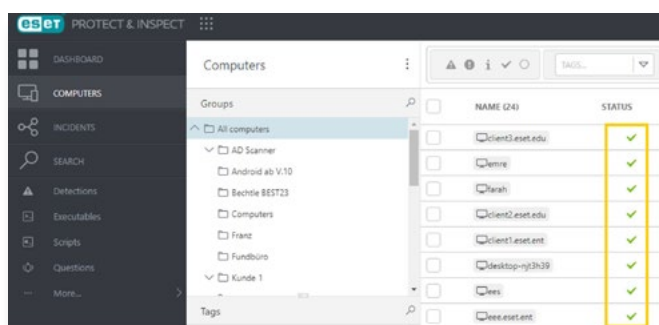 eset PROTECT & INSPECT
DASHBOARD
COMPUTERS
INCIDENTS
SEARCH
Detections
Executables
Scripts
Questions
More...
Computers
Groups
All computers
AD Scanner
Android ab V.10
Bechtle BEST23
Computers
Franz
Fundbüro
Kunde 1
Tags
TAGS...
NAME (24) STATUS
client3.eset.edu
emre
farah
client2.eset.edu
client1.eset.ent
desktop-njt3h39
ees
eee.eset.ent